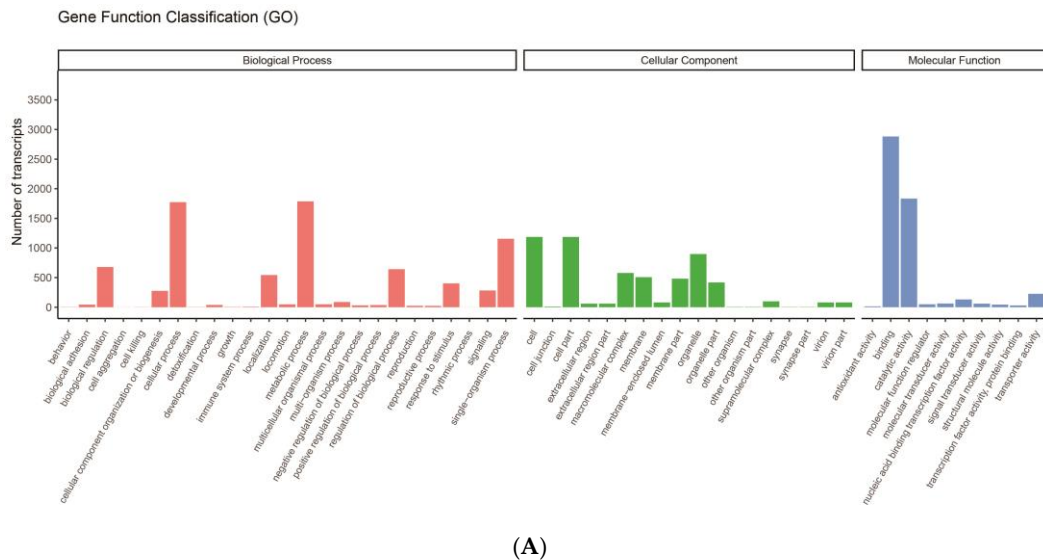 Gene Function Classification (GO)
Biological Process
Cellular Component
Molecular Function
Number of transcripts
3500
3000
2500
2000
1500
1000
500
0
behavior
biological adhesion
biological regulation
cell aggregation
cell killing
cellular component organization or biogenesis
cellular process
detoxification
developmental process
growth
immune system process
localization
locomotion
metabolic process
multicellular organismal process
multi−organism process
negative regulation of biological process
positive regulation of biological process
regulation of biological process
reproduction
reproductive process
response to stimulus
rhythmic process
signaling
single−organism process
cell
cell junction
cell part
extracellular region
extracellular region part
macromolecular complex
membrane
membrane−enclosed lumen
membrane part
organelle
organelle part
other organism
other organism part
supramolecular complex
synapse
synapse part
virion
virion part
antioxidant activity
binding
catalytic activity
molecular function regulator
molecular transducer activity
nucleic acid binding transcription factor activity
signal transducer activity
structural molecule activity
transcription factor activity, protein binding
transporter activity
(A)